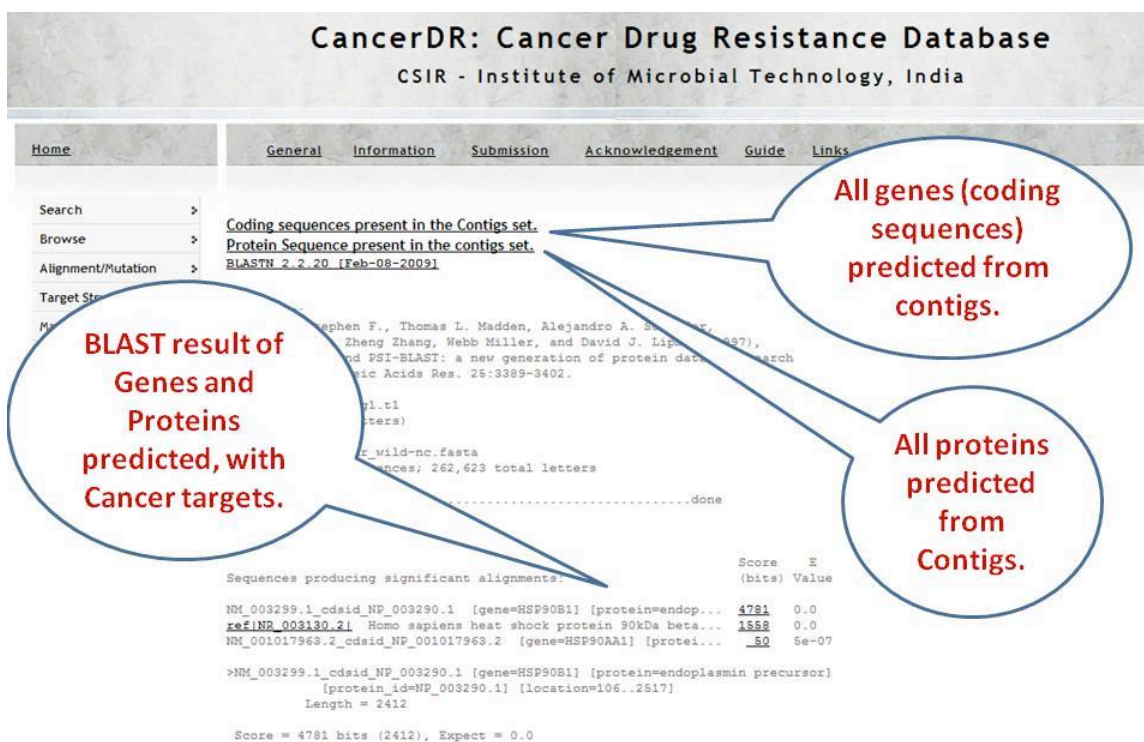 CancerDR: Cancer Drug Resistance Database
CSIR - Institute of Microbial Technology, India
Home
General Information Submission Acknowledgement Guide Links
Search
Browse
Alignment/Mutation
Target
Coding sequences present in the Contigs set.
Protein Sequence present in the contigs set.
BLASTN 2.2.20 [Feb-08-2009]
All genes (coding
sequences)
predicted from
contigs.
BLAST result of
Genes and
Proteins
predicted, with
Cancer targets.
All proteins
predicted
from
Contigs.
F., Thomas L. Madden, Alejandro A.
Zheng Zhang, Webb Miller, and David J.
PSI-BLAST: a new generation of protein
Acids Res. 25:3389-3402.
wild-nc.fasta
262,623 total letters
done
Score E
Sequences producing significant alignments: (bits) Value
NM_003299.1_cdsid_NP_003290.1 [gene=HSP90B1] [protein=endop... 4781 0.0
ref|NR_003130.2| Homo sapiens heat shock protein 90kDa beta... 1558 0.0
NM_001017963.2_cdsid_NP_001017963.2 [gene=HSP90AA1] [protei... 50 5e-07
>NM_003299.1_cdsid_NP_003290.1 [gene=HSP90B1] [protein=endoplasmin precursor]
[protein_id=NP_003290.1] [location=106..2517]
Length = 2412
Score = 4781 bits (2412), Expect = 0.0